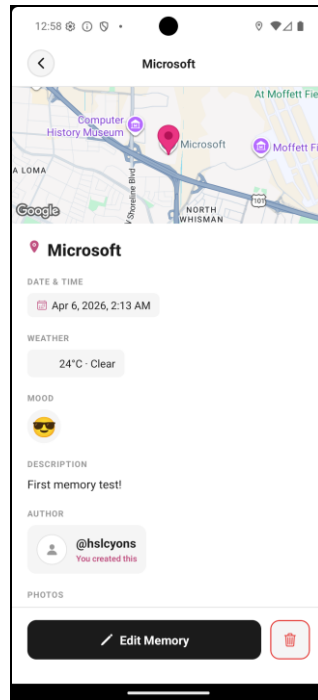 12:58
Microsoft
At Moffett Fie
Computer
History Museum
Microsoft
Moffett Fi
A LOMA
Shoreline Blvd
101
NORTH
WHISMAN
Google
Microsoft
DATE & TIME
Apr 6, 2026, 2:13 AM
WEATHER
24°C · Clear
MOOD
DESCRIPTION
First memory test!
AUTHOR
@hslcyons
You created this
PHOTOS
Edit Memory